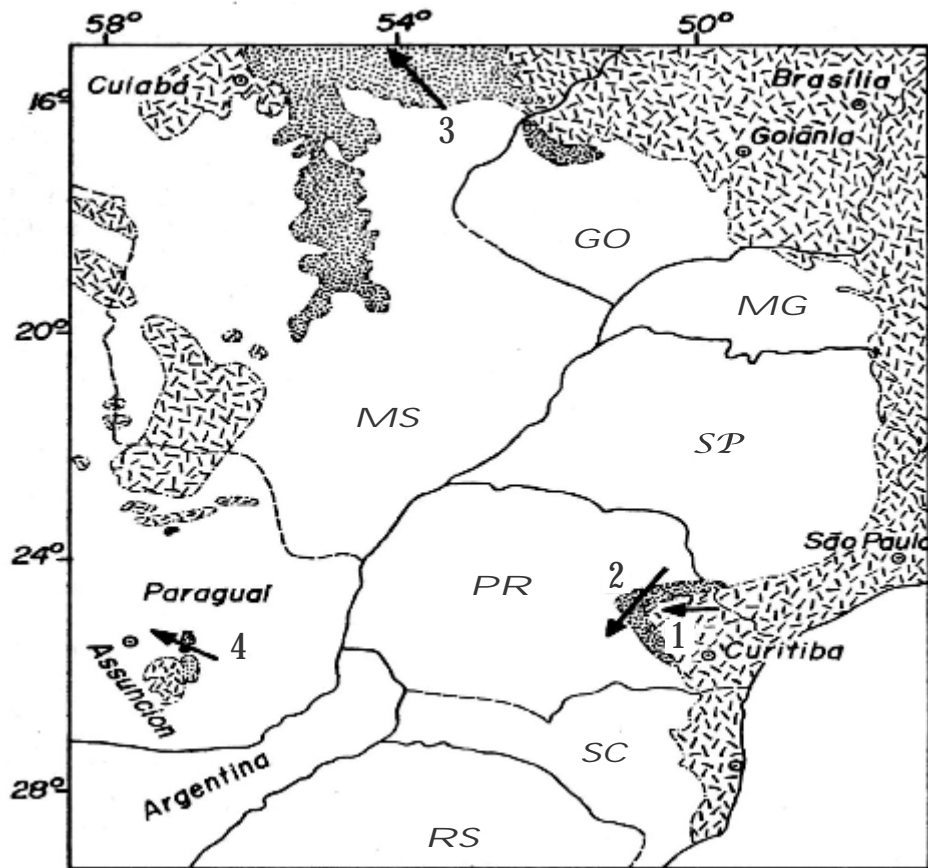 58° 54° 50°
Cuiabá
Brasília
16°
3
Goiânia
GO
MG
20°
MS
SP
24°
São Paulo
2
PR
Paraguai
1
4
Curitiba
Assuncion
SC
Argentina
28°
RS